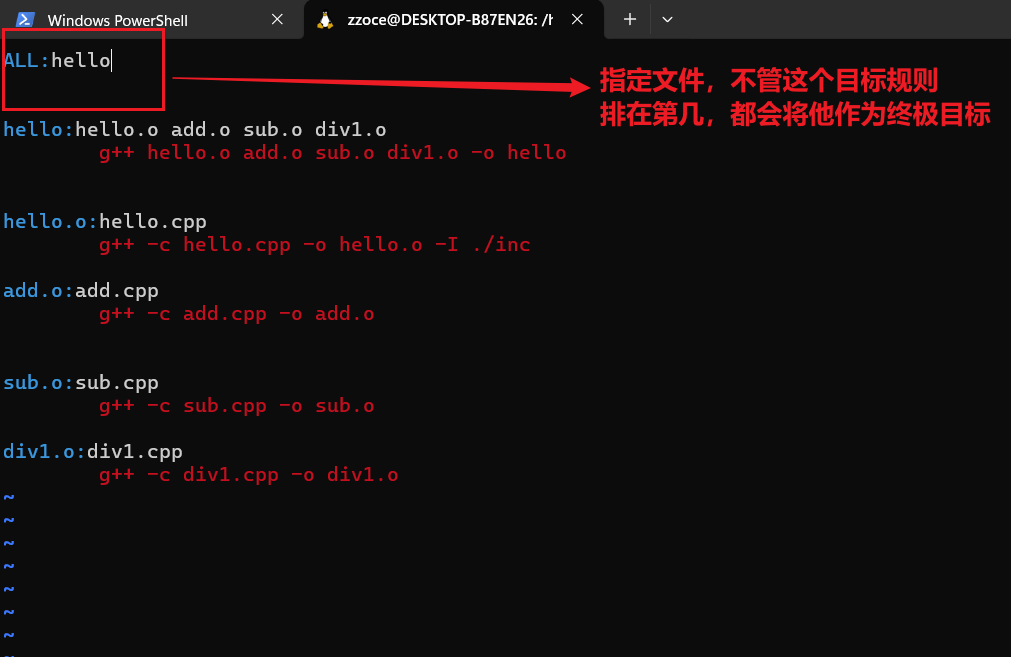 Windows PowerShell
zzoce@DESKTOP-B87EN26: /h
ALL:hello
指定文件，不管这个目标规则
排在第几，都会将他作为终极目标
hello:hello.o add.o sub.o div1.o
g++ hello.o add.o sub.o div1.o -o hello
hello.o:hello.cpp
g++ -c hello.cpp -o hello.o -I ./inc
add.o:add.cpp
g++ -c add.cpp -o add.o
sub.o:sub.cpp
g++ -c sub.cpp -o sub.o
div1.o:div1.cpp
g++ -c div1.cpp -o div1.o
~
~
~
~
~
~
~
~